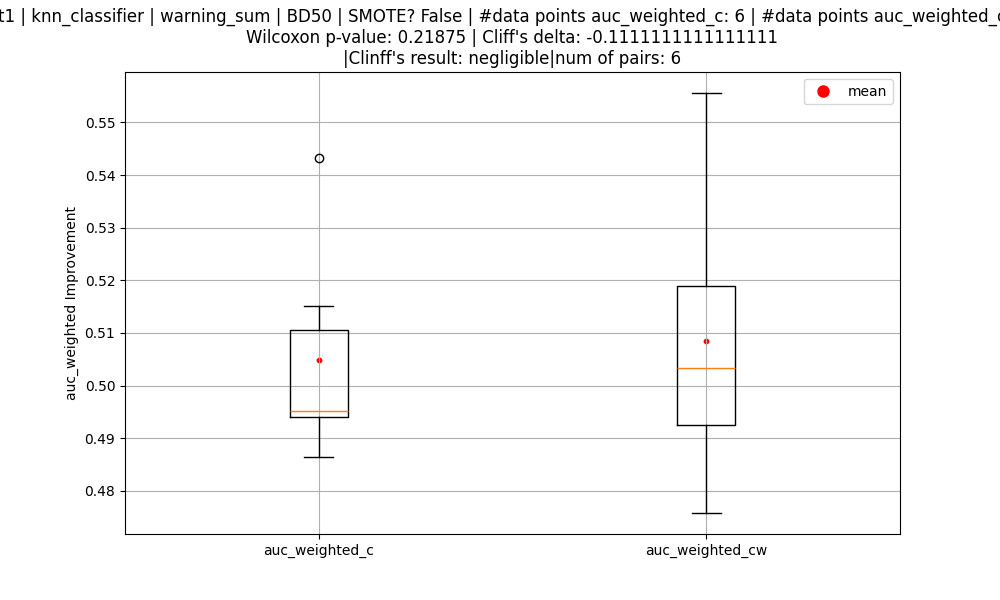 t1 | knn_classifier | warning_sum | BD50 | SMOTE? False | #data points auc_weighted_c: 6 | #data points auc_weighted_c
Wilcoxon p-value: 0.21875 | Cliff's delta: -0.1111111111111111
|Clinff's result: negligible|num of pairs: 6
mean
0.55
0.54
0.53
0.52
0.51
0.50
0.49
0.48
auc_weighted Improvement
auc_weighted_c
auc_weighted_cw